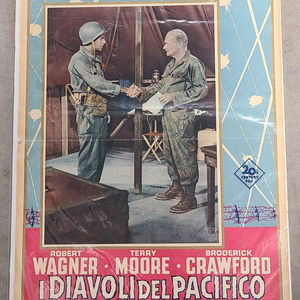 20th
CENTURY
FOX
ROBERT TERRY BRODERICK
WAGNER · MOORE · CRAWFORD
I DIAVOLI DEL PACIFICO